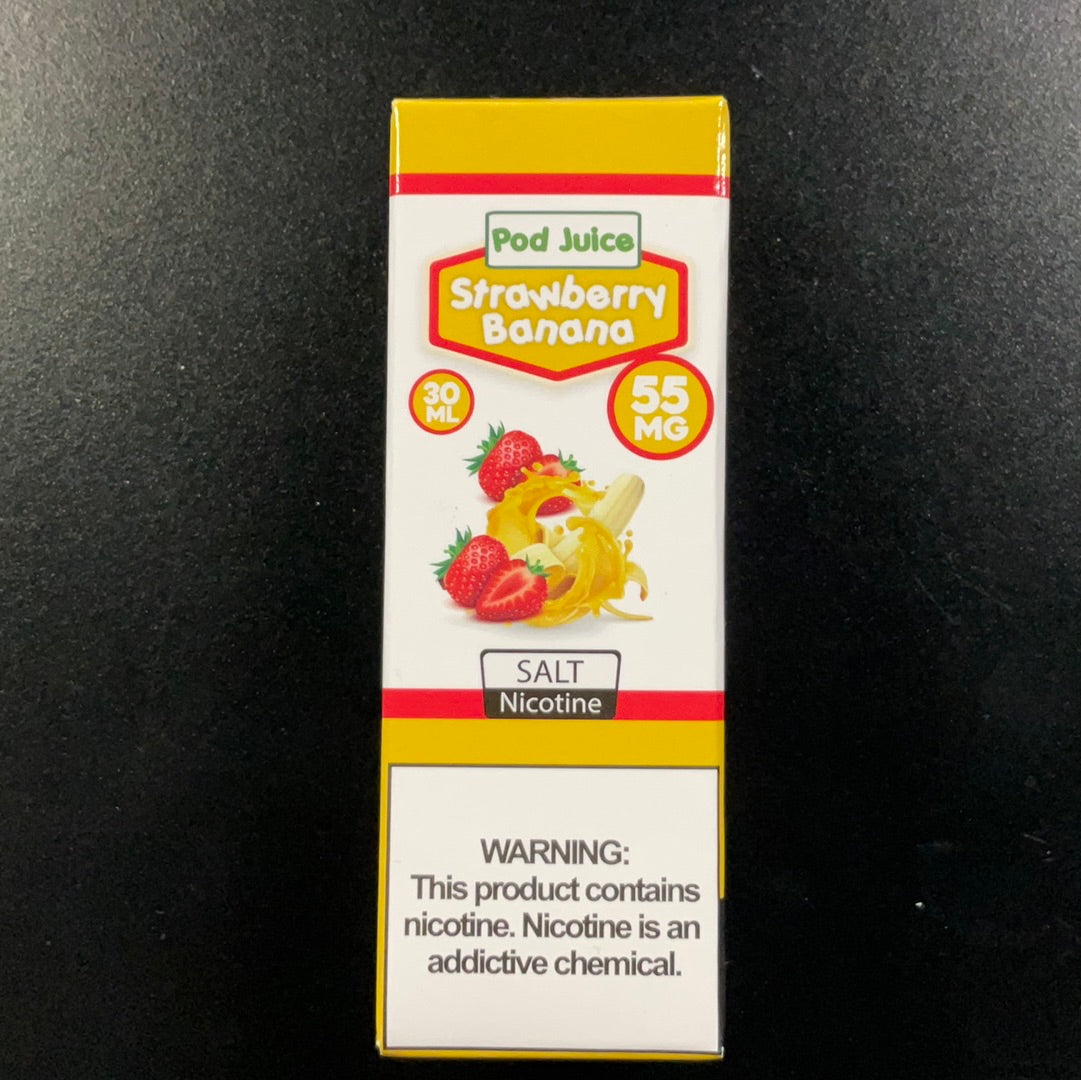 Pod Juice
Strawberry
Banana
30
ML
55
MG
SALT
Nicotine
WARNING:
This product contains
nicotine. Nicotine is an
addictive chemical.